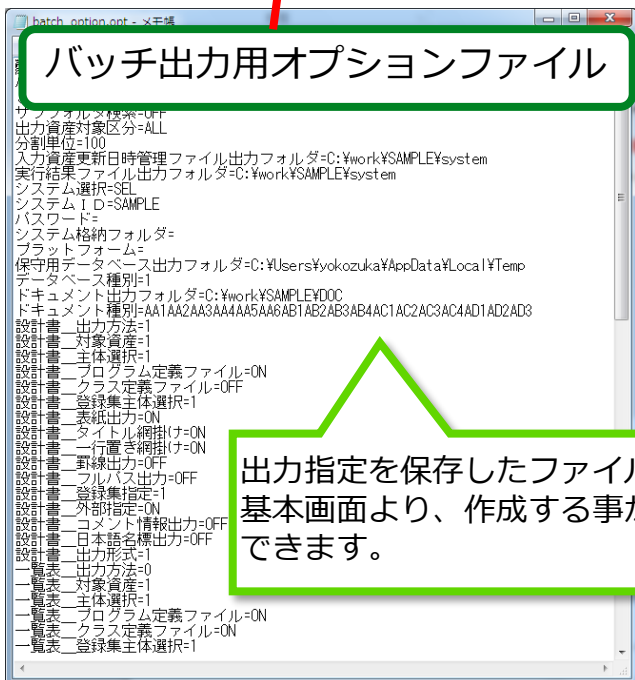 batch_option.opt - メモ帳
バッチ出力用オプションファイル
サブフォルダ検索=OFF
出力資産対象区分=ALL
分割単位=100
入力資産更新日時管理ファイル出力フォルダ=C:¥work¥SAMPLE¥system
実行結果ファイル出力フォルダ=C:¥work¥SAMPLE¥system
システム選択=SEL
システムＩＤ=SAMPLE
パスワード=
システム格納フォルダ=
プラットフォーム=
保守用データベース出力フォルダ=C:¥Users¥yokozuka¥AppData¥Local¥Temp
データベース種別=1
ドキュメント出力フォルダ=C:¥work¥SAMPLE¥DOC
ドキュメント種別=AA1AA2AA3AA4AA5AA6AB1AB2AB3AB4AC1AC2AC3AC4AD1AD2AD3
設計書__出力方法=1
設計書__対象資産=1
設計書__主体選択=1
設計書__プログラム定義ファイル=ON
設計書__クラス定義ファイル=OFF
設計書__登録集主体選択=1
設計書__表紙出力=ON
設計書__タイトル網掛け=ON
設計書__一行置き網掛け=ON
設計書__罫線出力=OFF
設計書__フルパス出力=OFF
設計書__登録集指定=1
設計書__外部指定=ON
設計書__コメント情報出力=OFF
設計書__日本語名標出力=OFF
設計書__出力形式=1
一覧表__出力方法=0
一覧表__対象資産=1
一覧表__主体選択=1
一覧表__プログラム定義ファイル=ON
一覧表__クラス定義ファイル=ON
一覧表__登録集主体選択=1
出力指定を保存したファイル
基本画面より、作成する事が
できます。